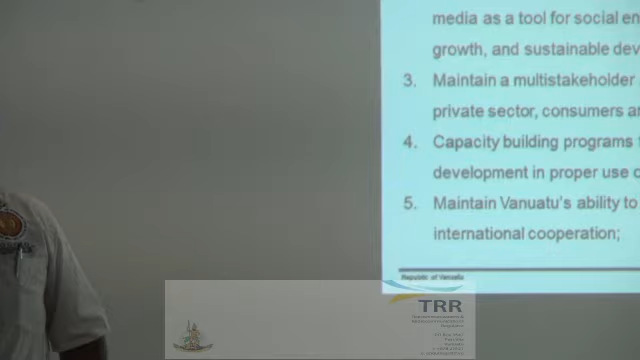 media as a tool for social en
growth, and sustainable dev
3. Maintain a multistakeholder
private sector, consumers an
4. Capacity building programs
development in proper use o
5. Maintain Vanuatu's ability to
international cooperation;
Republic of Vanuatu
TRR